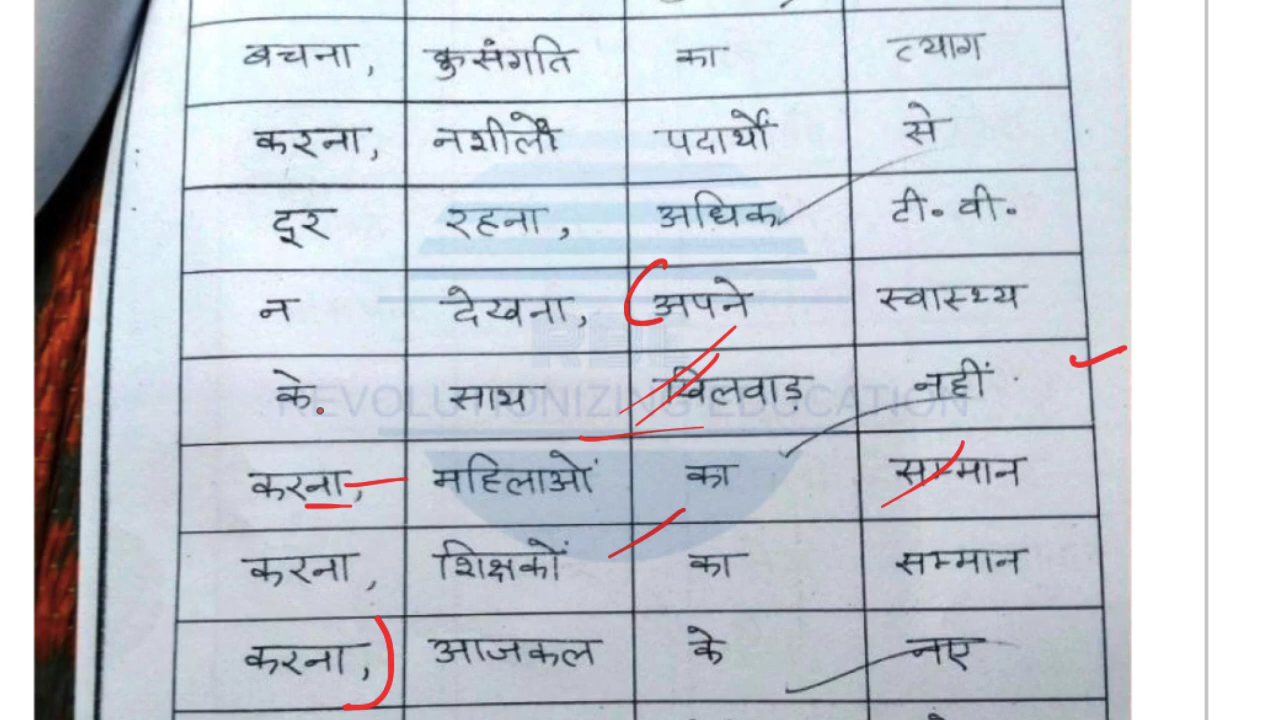 बचना, कुसंगति का त्याग
करना, नशीलों पदार्थों से
दूर रहना, अधिक टी. वी.
न देखना, अपने स्वास्थ्य
के साथ खिलवाड़ नहीं
करना, महिलाओं का सम्मान
करना, शिक्षकों का सम्मान
करना, आजकल के नए
REVOLUTIONIZING EDUCATION